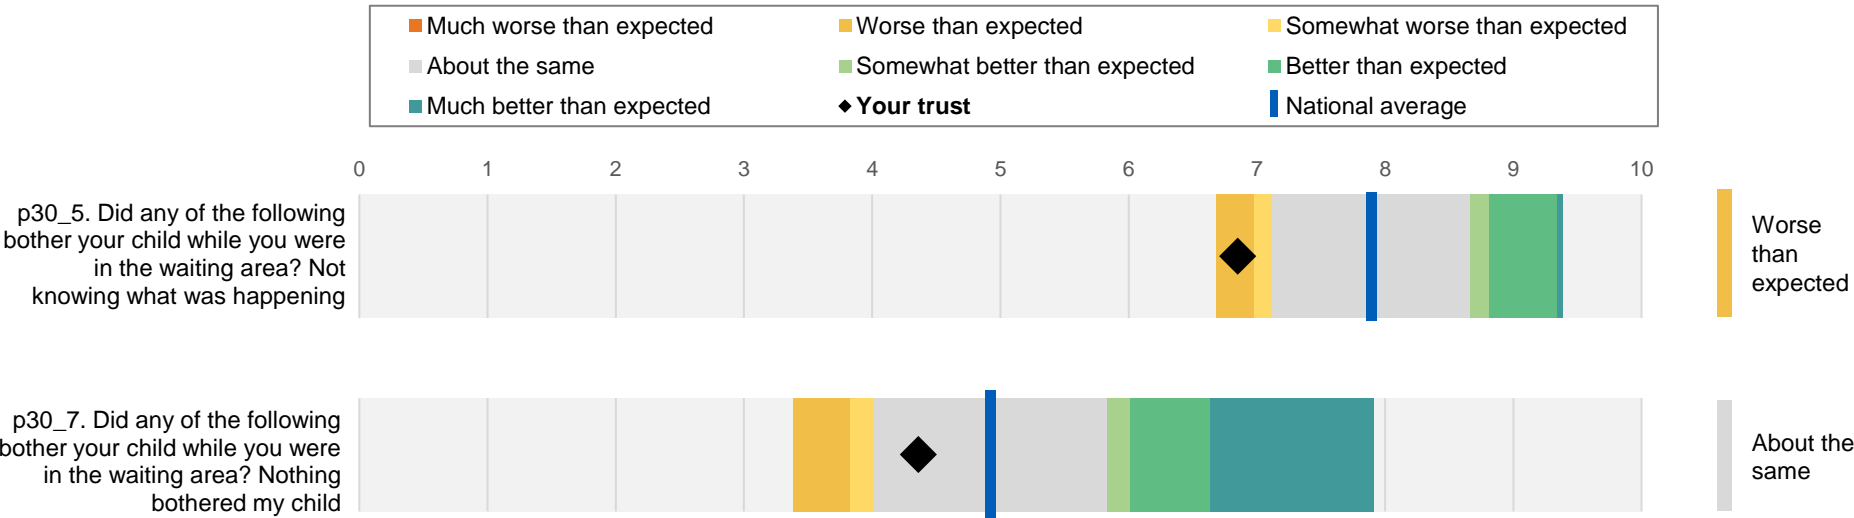 Much worse than expected
Worse than expected
Somewhat worse than expected
About the same
Somewhat better than expected
Better than expected
Much better than expected
Your trust
National average
0 1 2 3 4 5 6 7 8 9 10
p30_5. Did any of the following
bother your child while you were
in the waiting area? Not
knowing what was happening
Worse
than
expected
p30_7. Did any of the following
bother your child while you were
in the waiting area? Nothing
bothered my child
About the
same